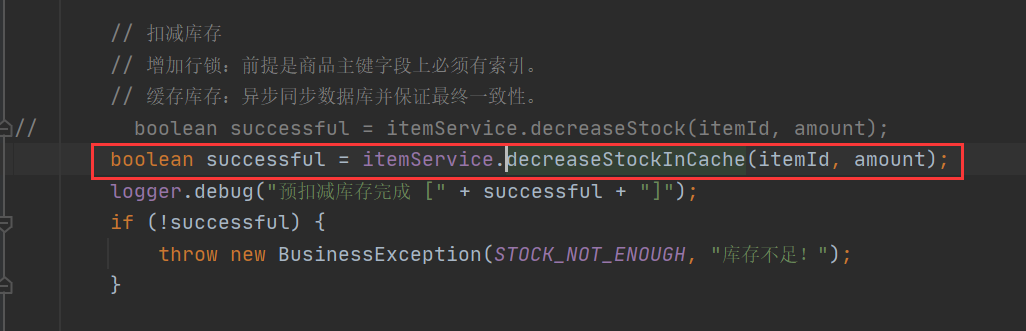 // 扣减库存
// 增加行锁：前提是商品主键字段上必须有索引。
// 缓存库存：异步同步数据库并保证最终一致性。
//        boolean successful = itemService.decreaseStock(itemId, amount);
boolean successful = itemService.decreaseStockInCache(itemId, amount);
logger.debug("预扣减库存完成 [" + successful + "]");
if (!successful) {
    throw new BusinessException(STOCK_NOT_ENOUGH, "库存不足！");
}